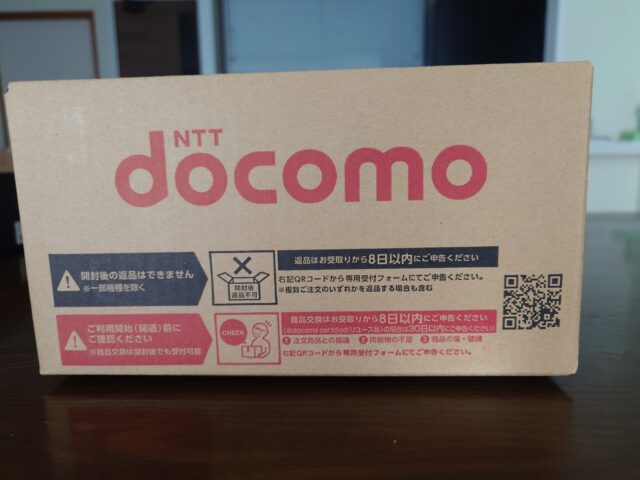 NTT
docomo
開封後の返品はできません
※一部機種を除く
開封後
返品不可
返品はお受取りから8日以内にご申告ください
右記QRコードから専用受付フォームにてご申告ください。
※複数ご注文のいずれかを返品する場合も含む
ご利用開始（開通）前に
ご確認ください
※商品交換は開封後でも受付可能
CHECK
商品交換はお受取りから8日以内にご申告ください
（※docomo certified（リユース品）の場合は30日以内にご申告ください）
1 注文商品との相違 2 同梱物の不足 3 商品の傷・破損
右記QRコードから専用受付フォームにてご申告ください。